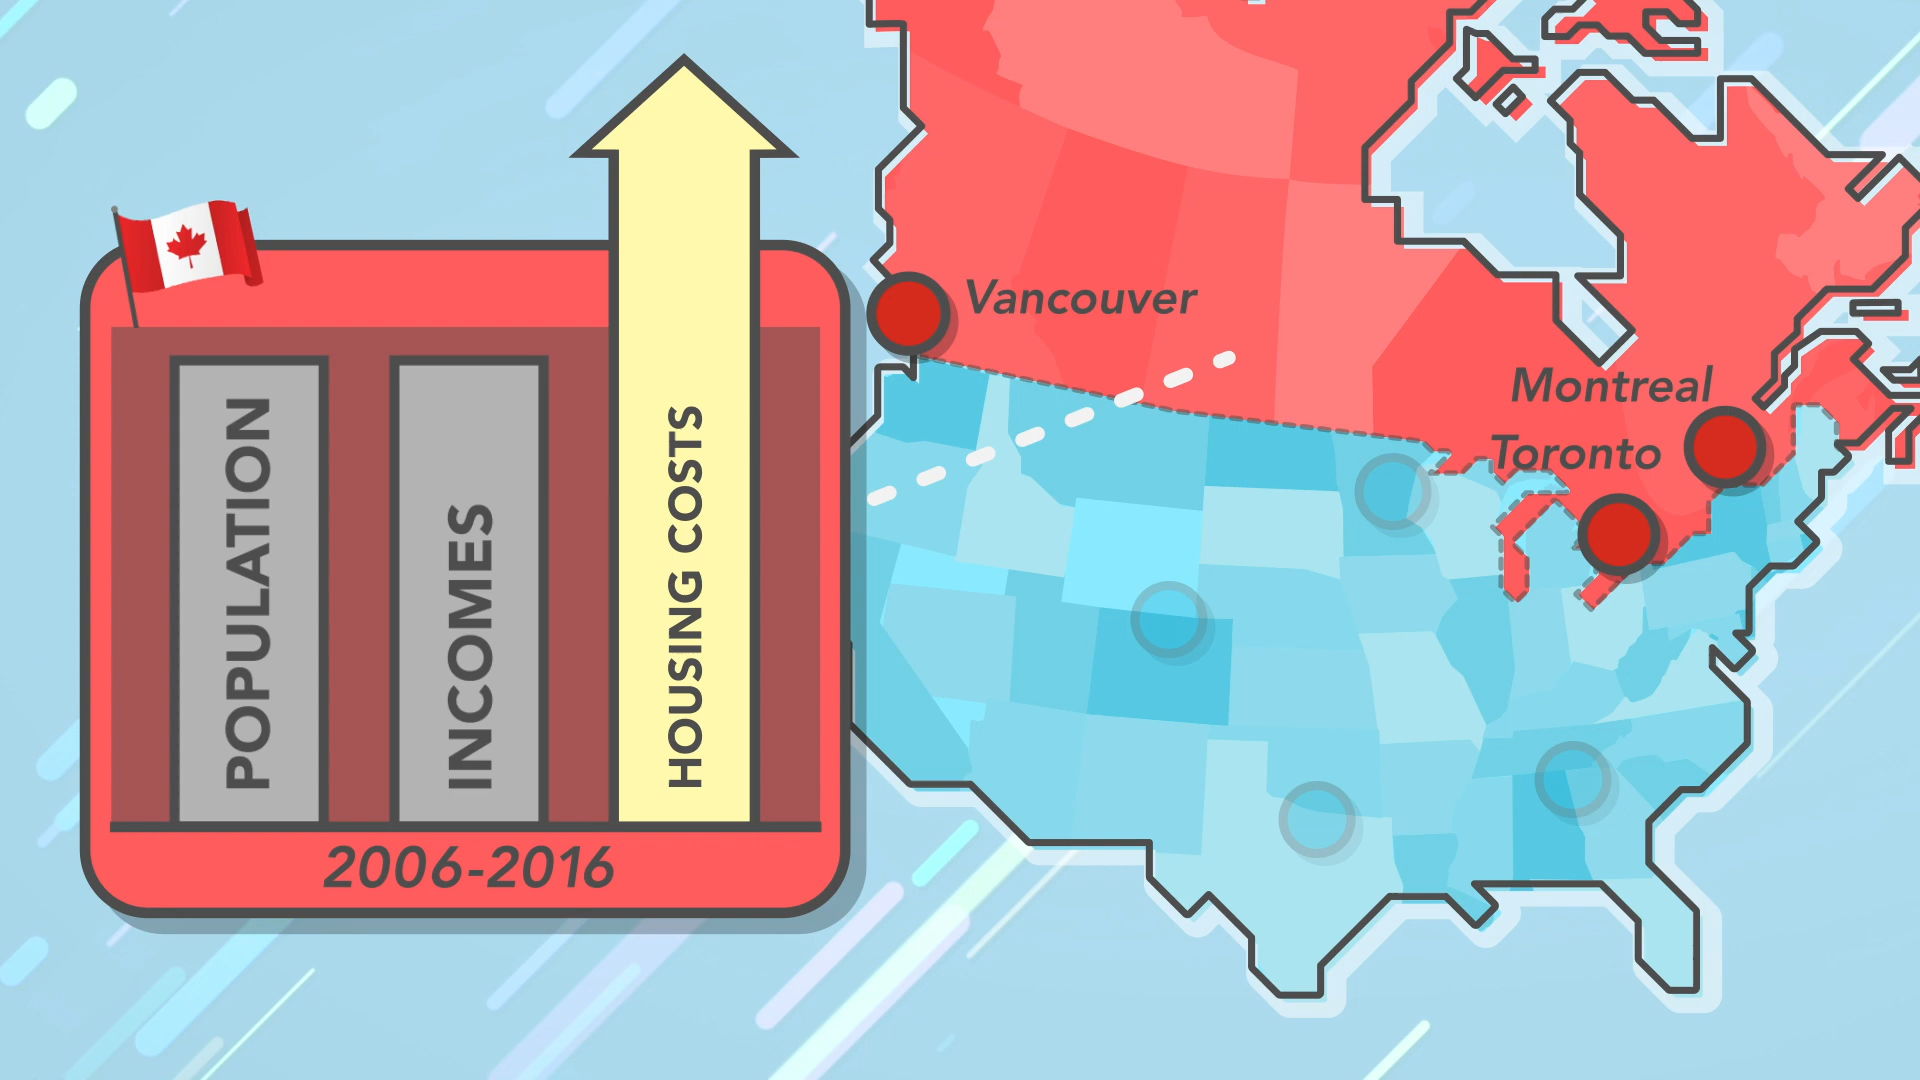 POPULATION
INCOMES
HOUSING COSTS
2006-2016
Vancouver
Montreal
Toronto